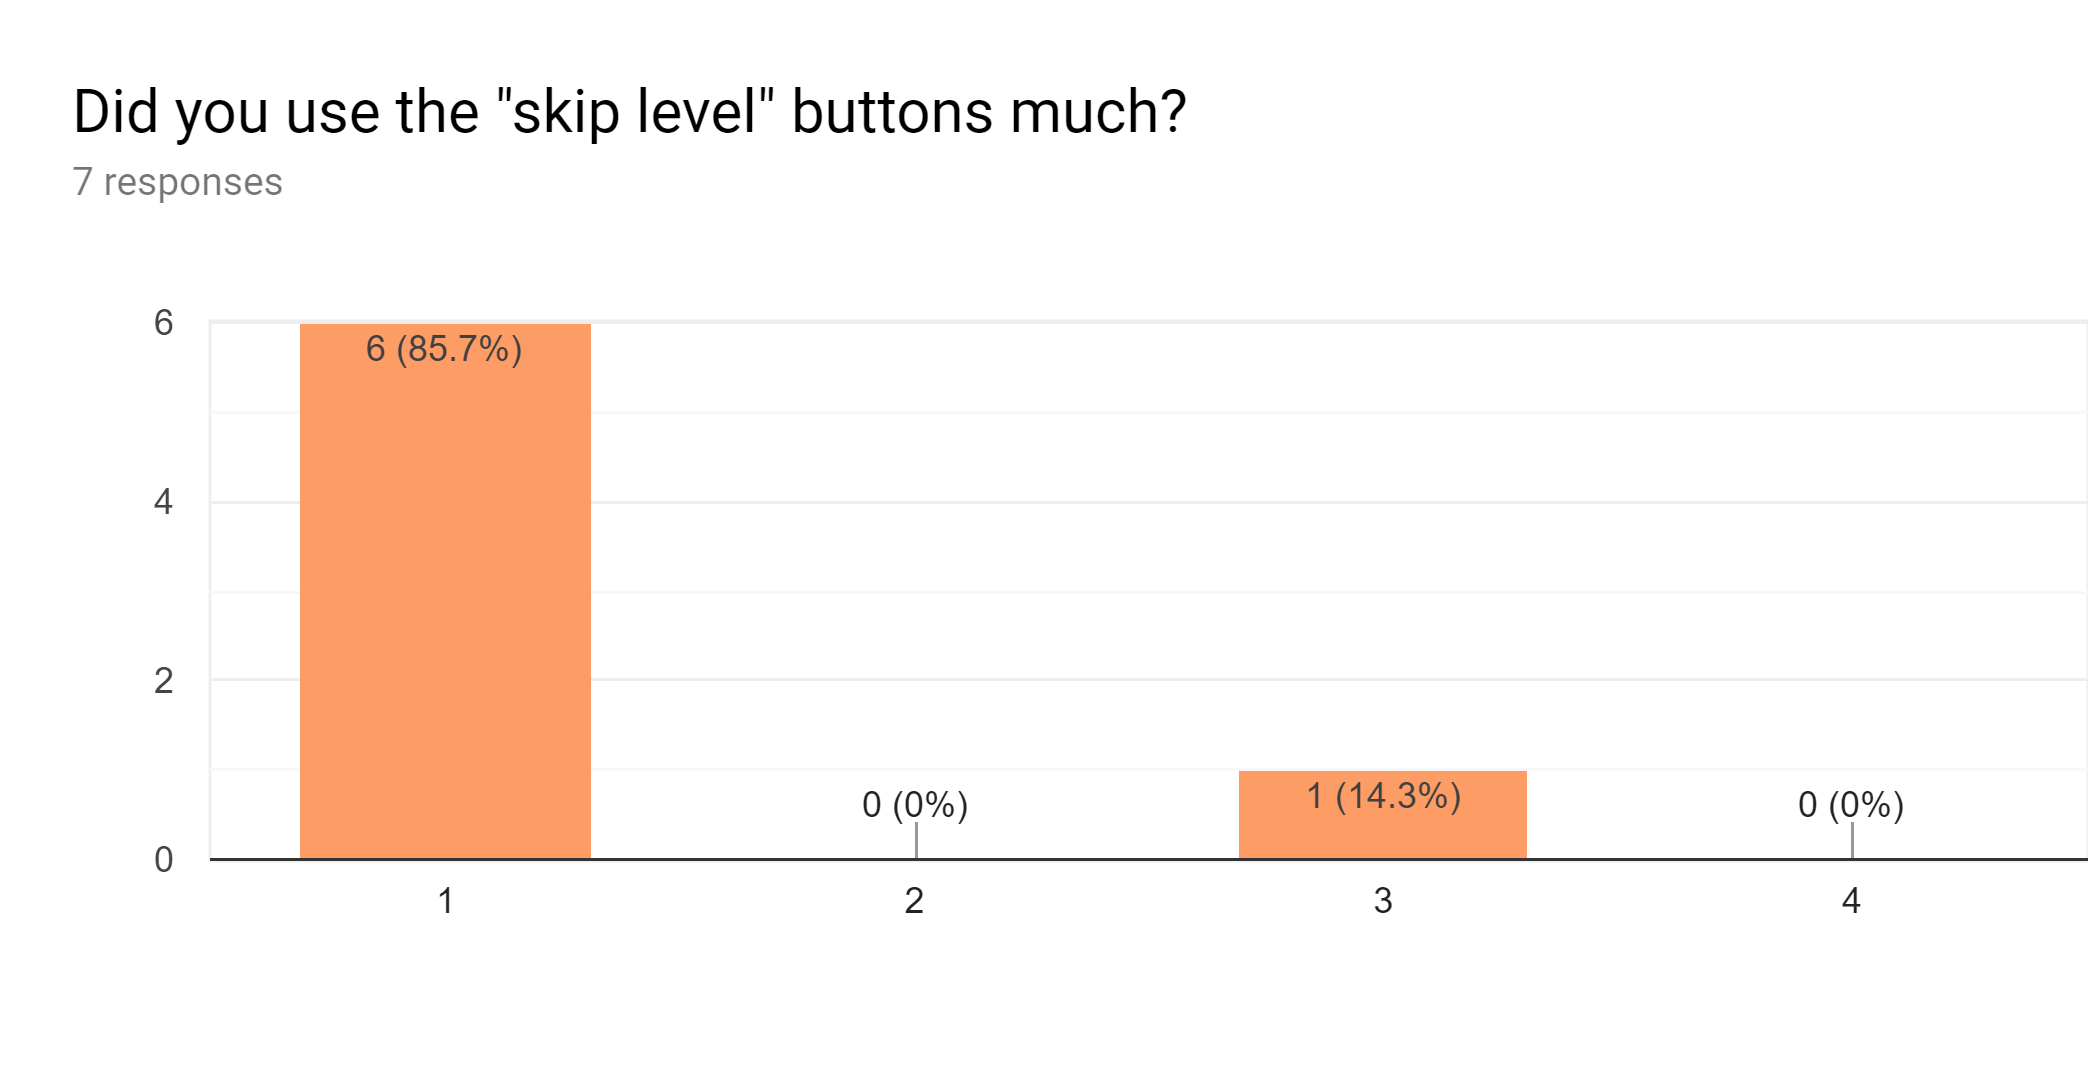 Did you use the "skip level" buttons much?
7 responses
6
6 (85.7%)
4
2
0 (0%)
1 (14.3%)
0 (0%)
0
1 2 3 4